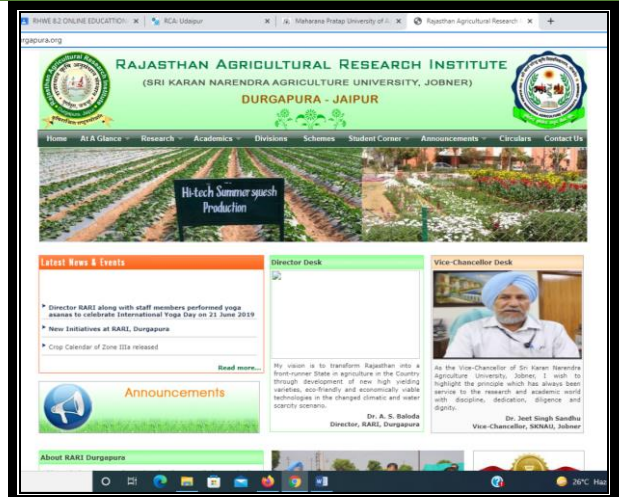 RHWE 8.2 ONLINE EDUCATTION
RCA: Udaipur
Maharana Pratap University of A
Rajasthan Agricultural Research
rgapura.org
RAJASTHAN AGRICULTURAL RESEARCH INSTITUTE
(SRI KARAN NARENDRA AGRICULTURE UNIVERSITY, JOBNER)
DURGAPURA - JAIPUR
Home At A Glance Research Academics Divisions Schemes Student Corner Announcements Circulars Contact Us
Hi-tech Summer squesh
Production
Latest News & Events
Director RARI along with staff members performed yoga
asanas to celebrate International Yoga Day on 21 June 2019
New Initiatives at RARI, Durgapura
Crop Calendar of Zone IIIa released
Read more...
Announcements
About RARI Durgapura
Director Desk
My vision is to transform Rajasthan into a
front-runner State in agriculture in the Country
through development of new high yielding
varieties, eco-friendly and economically viable
technologies in the changed climatic and water
scarcity scenario.
Dr. A. S. Baloda
Director, RARI, Durgapura
Vice-Chancellor Desk
As the Vice-Chancellor of Sri Karan Narendra
Agriculture University, Jobner, I wish to
highlight the principle which has always been
service to the research and academic world
with discipline, dedication, diligence and
dignity.
Dr. Jeet Singh Sandhu
Vice-Chancellor, SKNAU, Jobner
26°C Haz